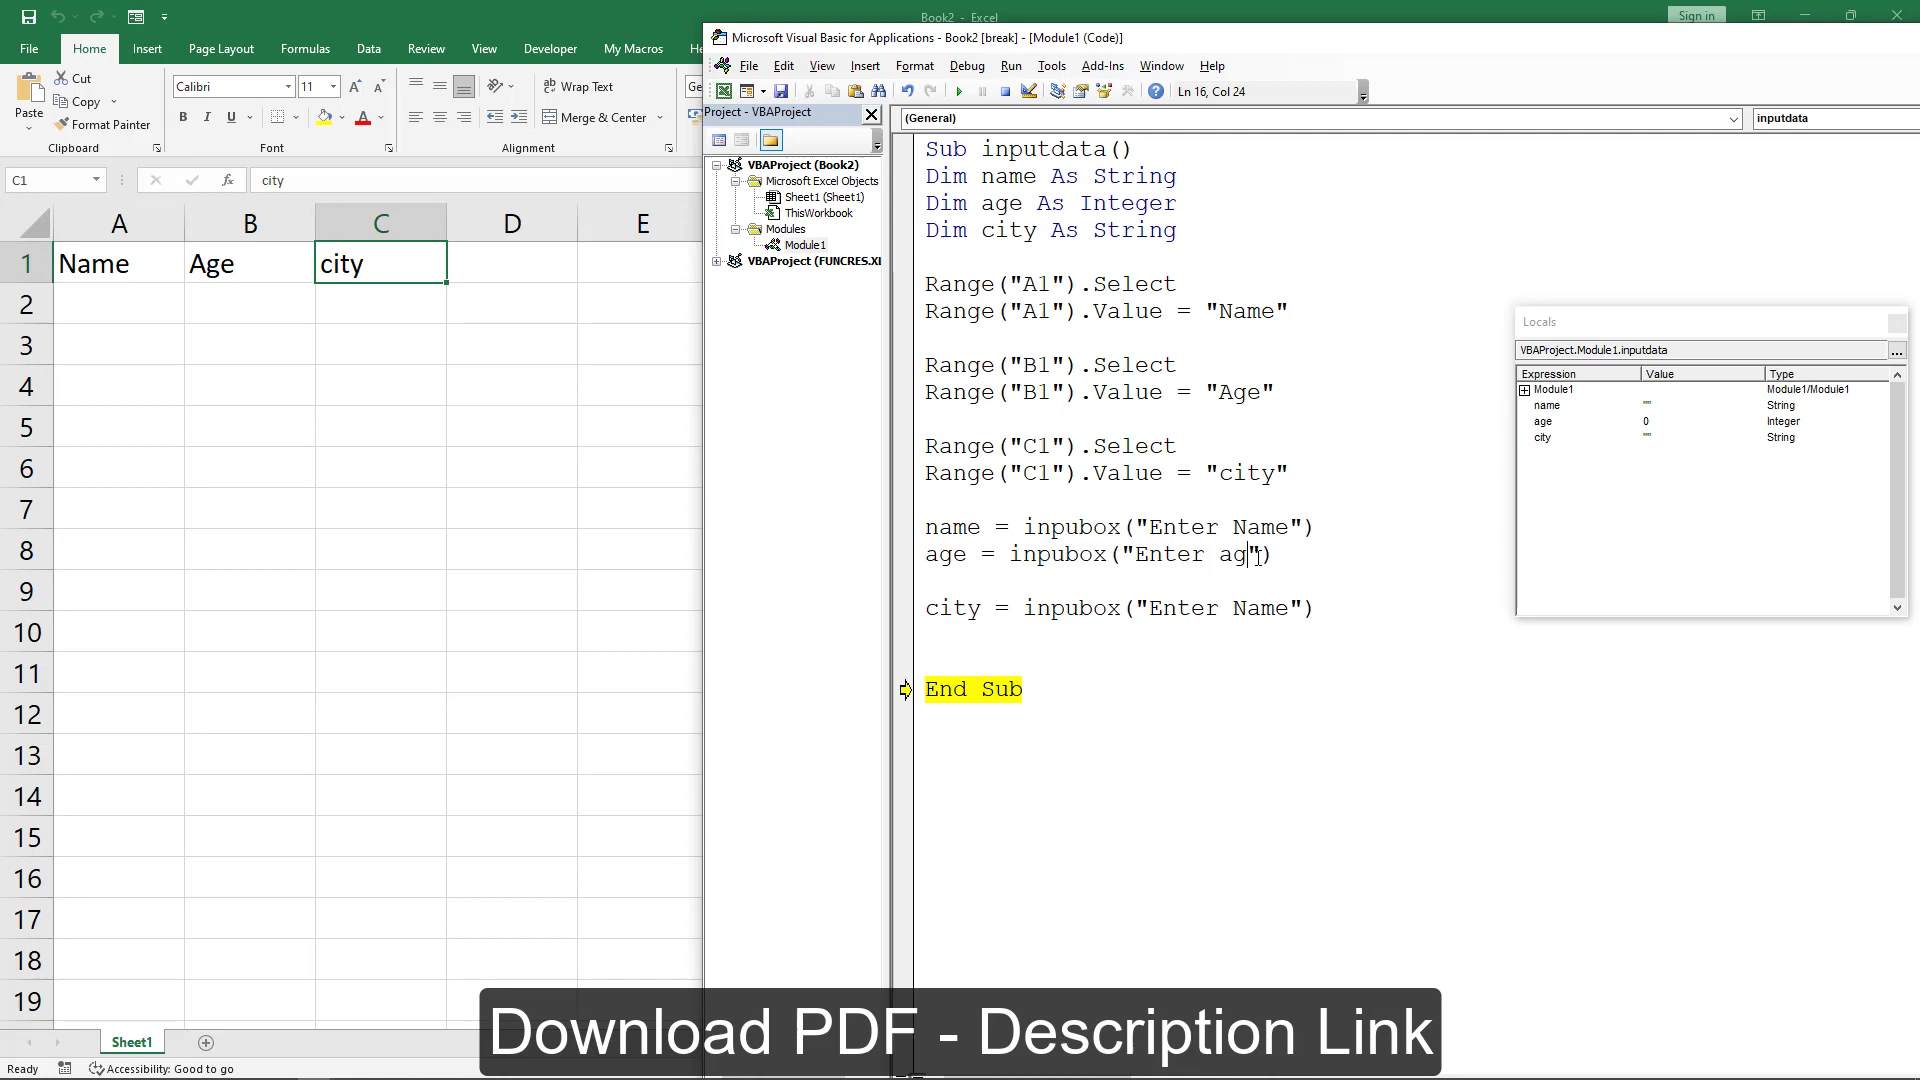 Book2 - Excel
Sign in
File Home Insert Page Layout Formulas Data Review View Developer My Macros
Cut
Copy
Format Painter
Paste
Clipboard
Calibri 11
B I U
Font
Wrap Text
Merge & Center
Alignment
C1
fx city
A B C D E
1 Name Age city
2
3
4
5
6
7
8
9
10
11
12
13
14
15
16
17
18
19
Sheet1
Ready
Accessibility: Good to go
Microsoft Visual Basic for Applications - Book2 [break] - [Module1 (Code)]
File Edit View Insert Format Debug Run Tools Add-Ins Window Help
Ln 16, Col 24
Project - VBAProject
VBAProject (Book2)
Microsoft Excel Objects
Sheet1 (Sheet1)
ThisWorkbook
Modules
Module1
VBAProject (FUNCRES.XL
(General)
inputdata
Sub inputdata()
Dim name As String
Dim age As Integer
Dim city As String
Range("A1").Select
Range("A1").Value = "Name"
Range("B1").Select
Range("B1").Value = "Age"
Range("C1").Select
Range("C1").Value = "city"
name = inpubox("Enter Name")
age = inpubox("Enter ag")
city = inpubox("Enter Name")
End Sub
Locals
VBAProject.Module1.inputdata
...
Expression Value Type
Module1 Module1/Module1
name "" String
age 0 Integer
city "" String
Download PDF - Description Link